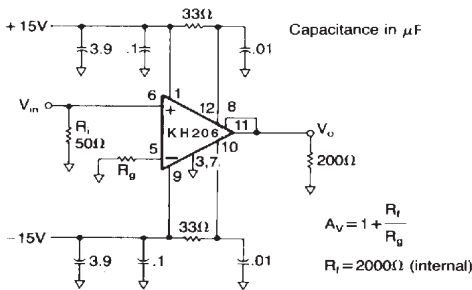 +15V
33Ω
Capacitance in μF
3.9
.1
.01
1
V_in
6
+
12
8
R_i
50Ω
KH206
11
V_o
5
−
10
R_g
3,7
9
200Ω
A_V = 1 + R_f / R_g
−15V
33Ω
3.9
.1
.01
R_f = 2000Ω (internal)